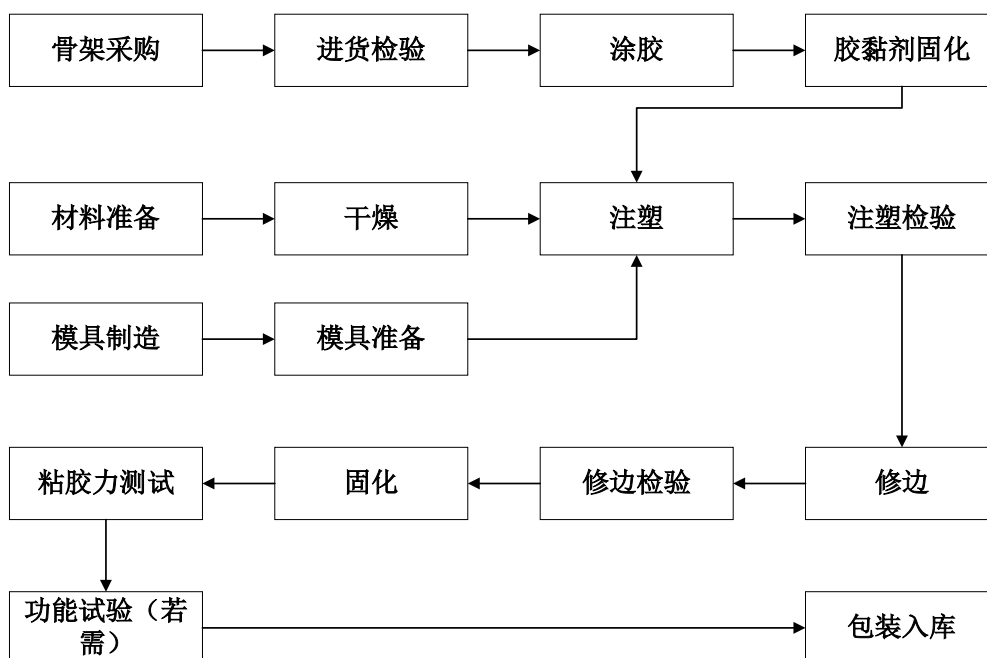 骨架采购
进货检验
涂胶
胶黏剂固化
材料准备
干燥
注塑
注塑检验
模具制造
模具准备
粘胶力测试
固化
修边检验
修边
功能试验（若
需）
包装入库